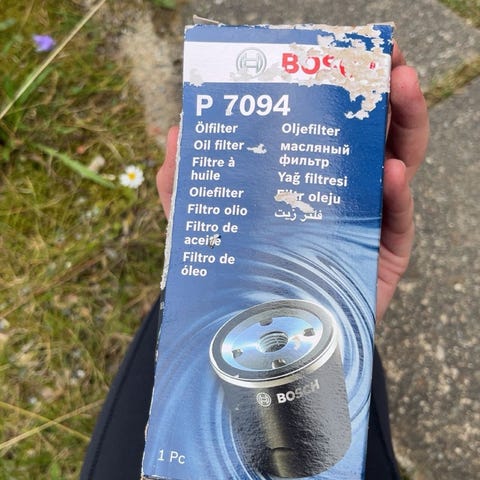 BOSCH
P 7094
Ölfilter
Oil filter
Filtre à
huile
Oliefilter
Filtro olio
Filtro de
aceite
Filtro de
óleo
Oljefilter
масляный
фильтр
Yağ filtresi
Filtr oleju
فلتر زيت
BOSCH
1 Pc